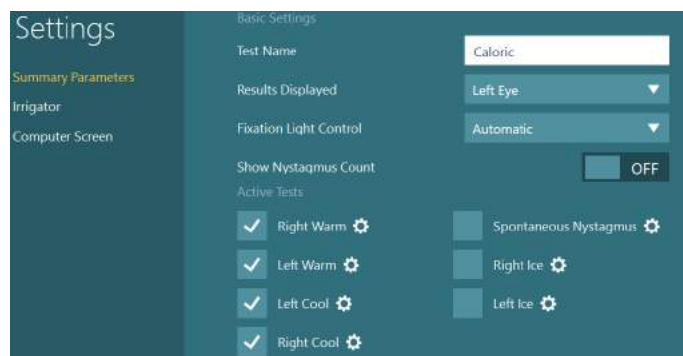 Settings
Summary Parameters
Irrigator
Computer Screen
Basic Settings
Test Name
Caloric
Results Displayed
Left Eye
Fixation Light Control
Automatic
Show Nystagmus Count
OFF
Active Tests
Right Warm
Spontaneous Nystagmus
Left Warm
Right Ice
Left Cool
Left Ice
Right Cool